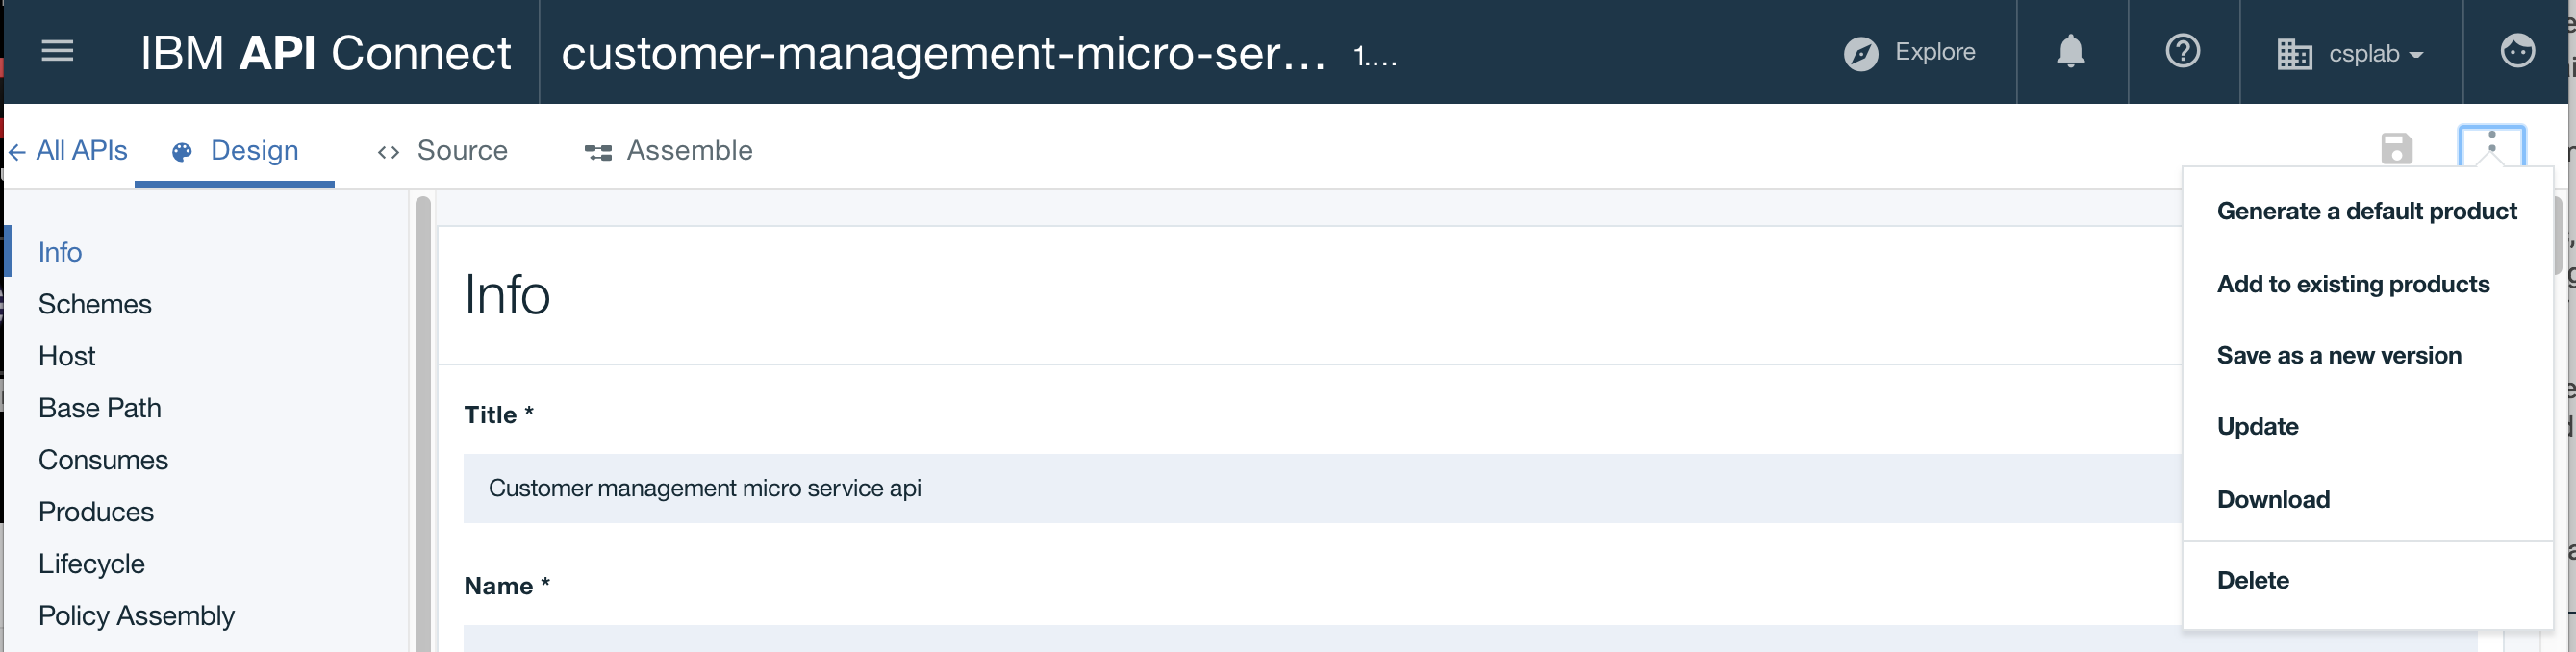 IBM API Connect
customer-management-micro-ser... 1....
Explore
csplab
All APIs
Design
Source
Assemble
Info
Schemes
Host
Base Path
Consumes
Produces
Lifecycle
Policy Assembly
Info
Title *
Customer management micro service api
Name *
Generate a default product
Add to existing products
Save as a new version
Update
Download
Delete